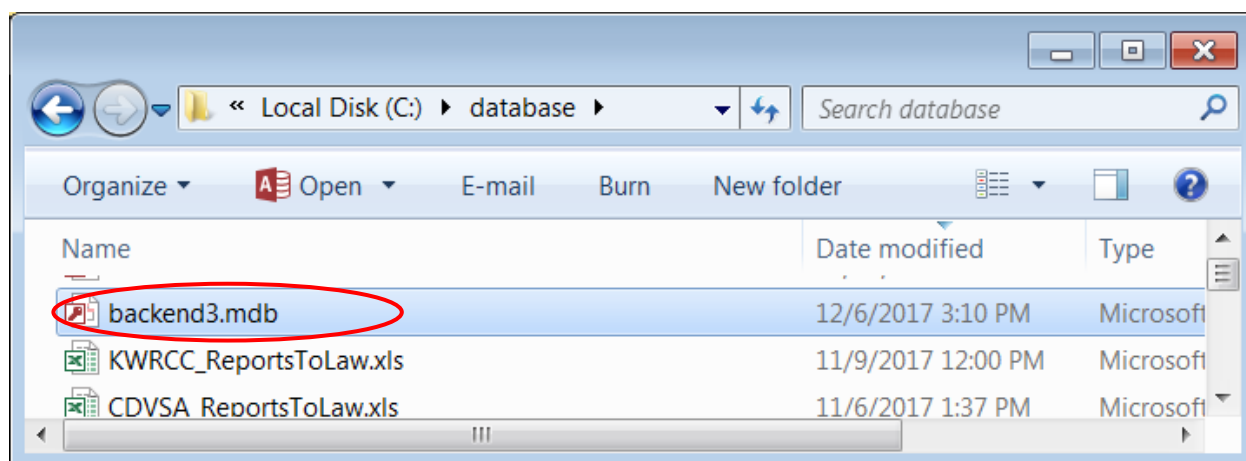 « Local Disk (C:) database Search database
Organize Open E-mail Burn New folder
Name Date modified Type
backend3.mdb 12/6/2017 3:10 PM Microsoft
KWRCC_ReportsToLaw.xls 11/9/2017 12:00 PM Microsoft
CDVSA_ReportsToLaw.xls 11/6/2017 1:37 PM Microsoft